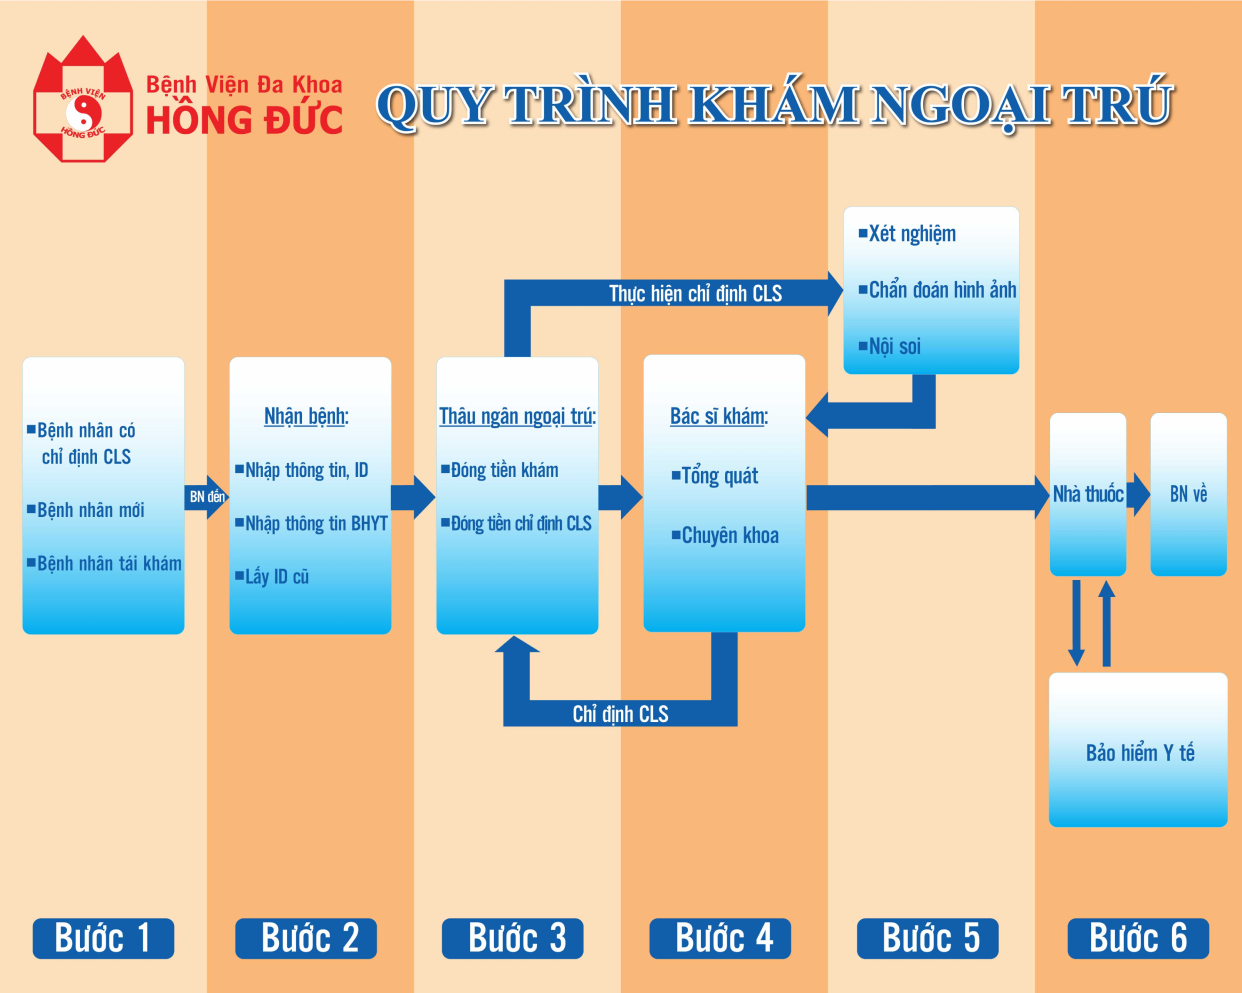 BỆNH VIỆN
HỒNG ĐỨC
Bệnh Viện Đa Khoa
HỒNG ĐỨC
QUY TRÌNH KHÁM NGOẠI TRÚ
▪Bệnh nhân có
chỉ định CLS
▪Bệnh nhân mới
▪Bệnh nhân tái khám
BN đến
Nhận bệnh:
▪Nhập thông tin, ID
▪Nhập thông tin BHYT
▪Lấy ID cũ
Thâu ngân ngoại trú:
▪Đóng tiền khám
▪Đóng tiền chỉ định CLS
Thực hiện chỉ định CLS
Bác sĩ khám:
▪Tổng quát
▪Chuyên khoa
Chỉ định CLS
▪Xét nghiệm
▪Chẩn đoán hình ảnh
▪Nội soi
Nhà thuốc
BN về
Bảo hiểm Y tế
Bước 1
Bước 2
Bước 3
Bước 4
Bước 5
Bước 6